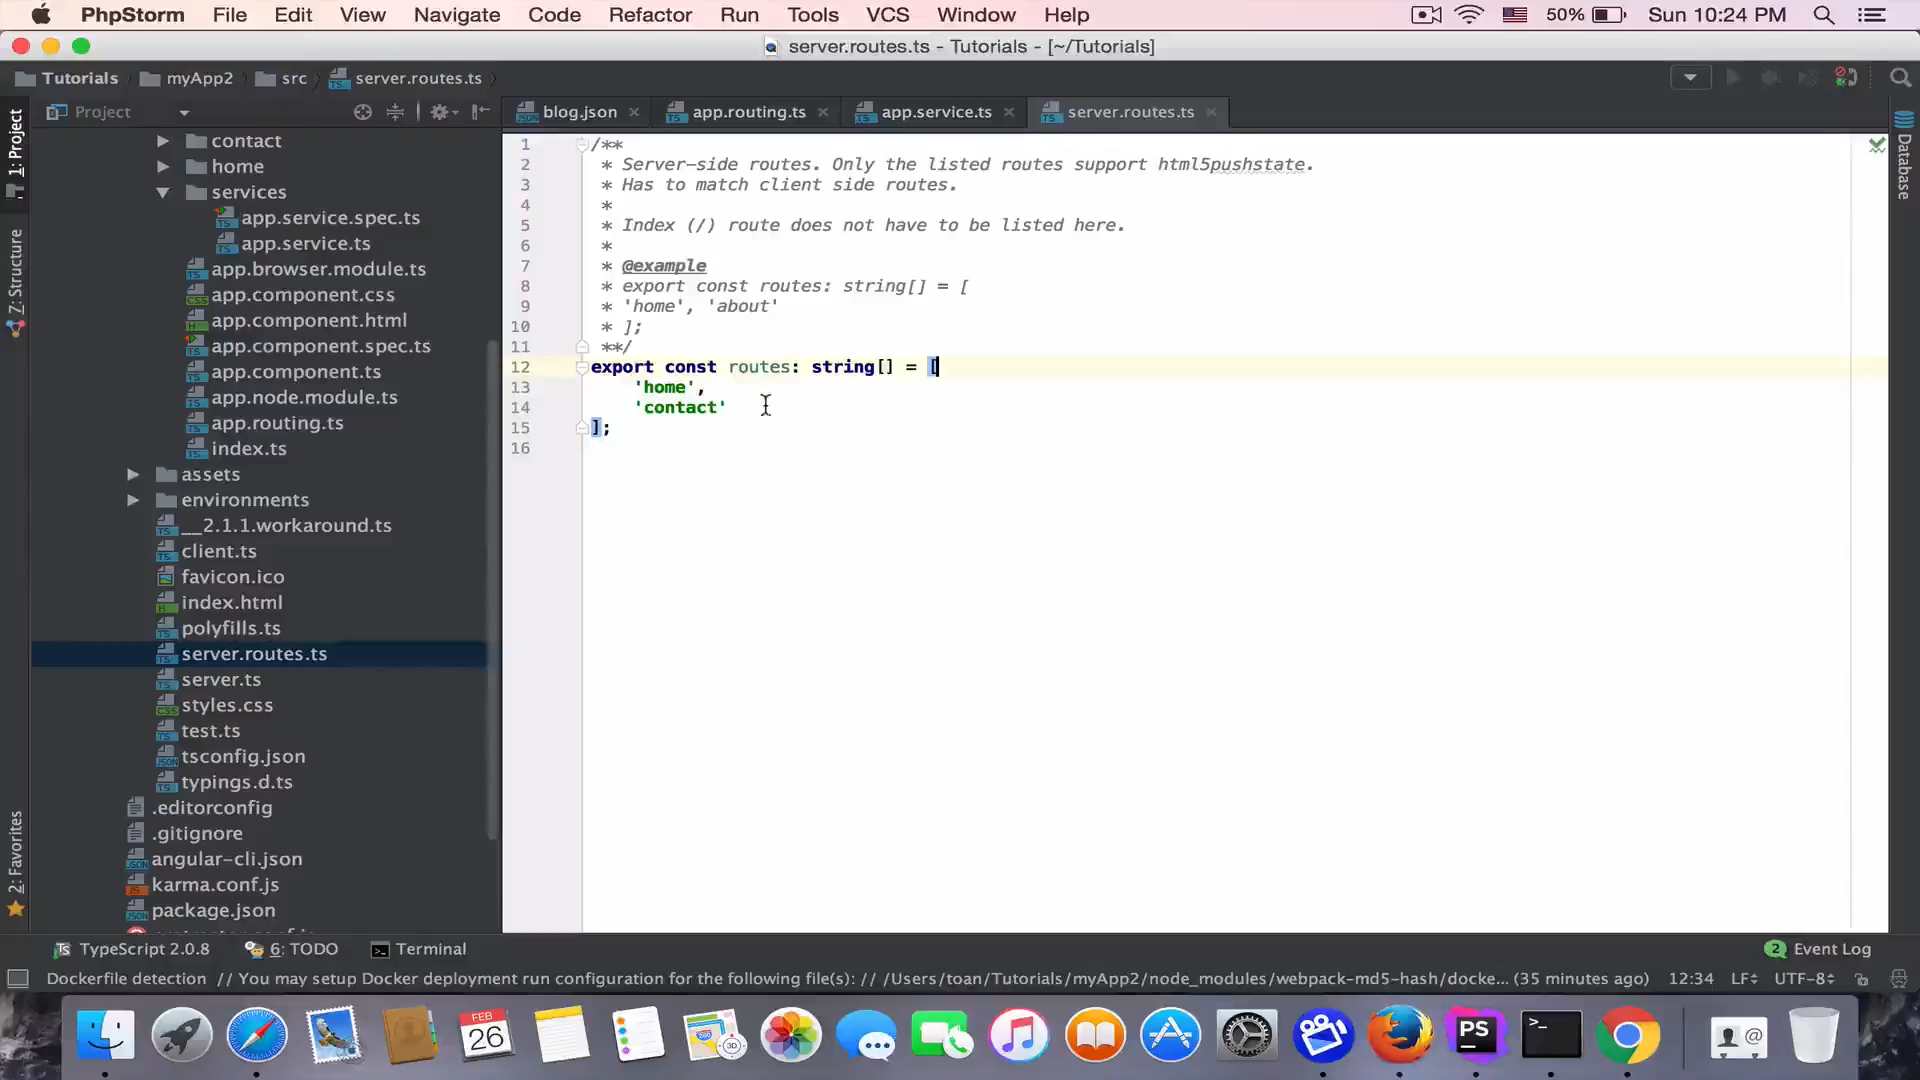 PhpStorm File Edit View Navigate Code Refactor Run Tools VCS Window Help 50% Sun 10:24 PM
server.routes.ts - Tutorials - [~/Tutorials]
Tutorials myApp2 src server.routes.ts
Project
blog.json app.routing.ts app.service.ts server.routes.ts
1: Project
7: Structure
2: Favorites
contact
home
services
app.service.spec.ts
app.service.ts
app.browser.module.ts
app.component.css
app.component.html
app.component.spec.ts
app.component.ts
app.node.module.ts
app.routing.ts
index.ts
assets
environments
__2.1.1.workaround.ts
client.ts
favicon.ico
index.html
polyfills.ts
server.routes.ts
server.ts
styles.css
test.ts
tsconfig.json
typings.d.ts
.editorconfig
.gitignore
angular-cli.json
karma.conf.js
package.json
1 /**
2 * Server-side routes. Only the listed routes support html5pushstate.
3 * Has to match client side routes.
4 *
5 * Index (/) route does not have to be listed here.
6 *
7 * @example
8 * export const routes: string[] = [
9 * 'home', 'about'
10 * ];
11 **/
12 export const routes: string[] = [
13 'home',
14 'contact'
15 ];
16
Database
TypeScript 2.0.8 6: TODO Terminal 2 Event Log
Dockerfile detection // You may setup Docker deployment run configuration for the following file(s): // /Users/toan/Tutorials/myApp2/node_modules/webpack-md5-hash/docke... (35 minutes ago) 12:34 LF UTF-8
FEB
26
3D
PS
>_
@